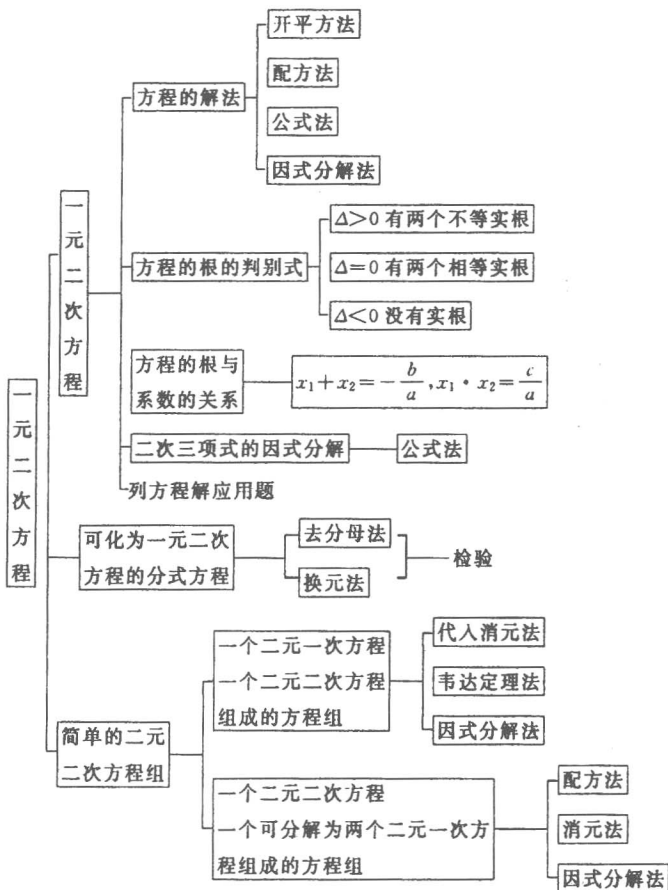 一元二次方程
一元二次方程
方程的解法
开平方法
配方法
公式法
因式分解法
方程的根的判别式
Δ>0 有两个不等实根
Δ=0 有两个相等实根
Δ<0 没有实根
方程的根与
系数的关系
x₁+x₂=-b/a,x₁·x₂=c/a
二次三项式的因式分解
公式法
列方程解应用题
可化为一元二次
方程的分式方程
去分母法
换元法
检验
简单的二元
二次方程组
一个二元一次方程
一个二元二次方程
组成的方程组
代入消元法
韦达定理法
因式分解法
一个二元二次方程
一个可分解为两个二元一次方
程组成的方程组
配方法
消元法
因式分解法